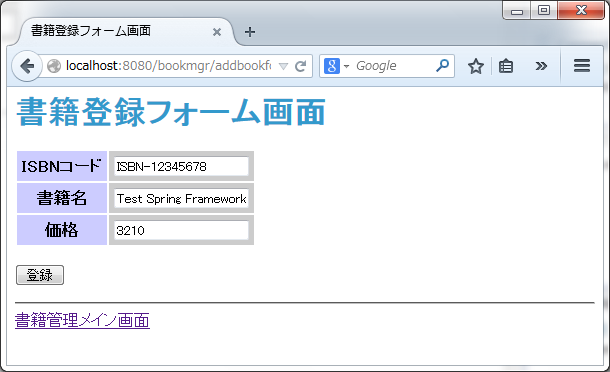 書籍登録フォーム画面
localhost:8080/bookmgr/addbookfo
Google
書籍登録フォーム画面
ISBNコード ISBN-12345678
書籍名 Test Spring Framework
価格 3210
登録
書籍管理メイン画面